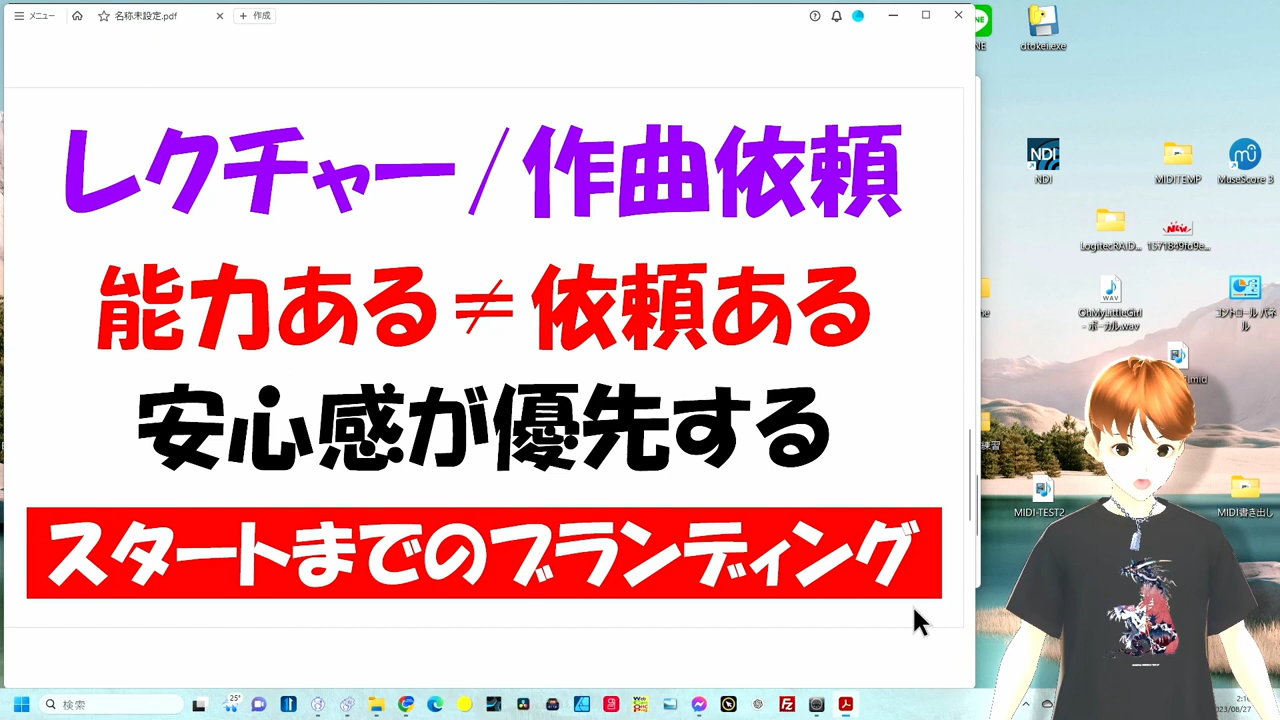 メニュー
名称未設定.pdf
作成
レクチャー/作曲依頼
能力ある≠依頼ある
安心感が優先する
スタートまでのブランディング
dtokei.exe
NDI
NDI
MIDITEMP
MuseScore 3
LogitecRAID...
NEW
1571849fd9e...
WAV
OhMyLittleGirl
- ボーカル.wav
コントロール パネ
ル
MIDI-TEST2
MIDI書き出し
検索
25°